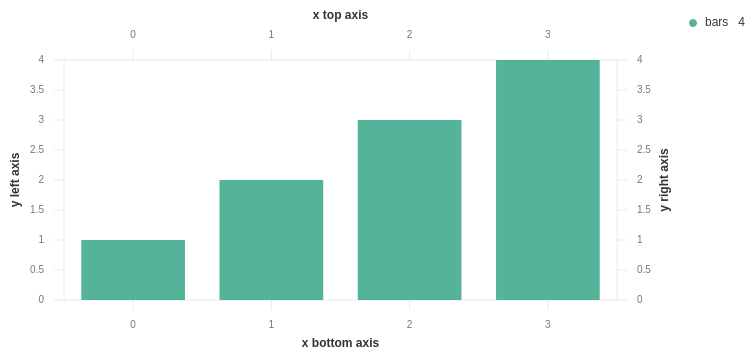 x top axis
bars 4
0 1 2 3
4 4
3.5 3.5
3 3
2.5 2.5
y left axis
y right axis
2 2
1.5 1.5
1 1
0.5 0.5
0 0
0 1 2 3
x bottom axis